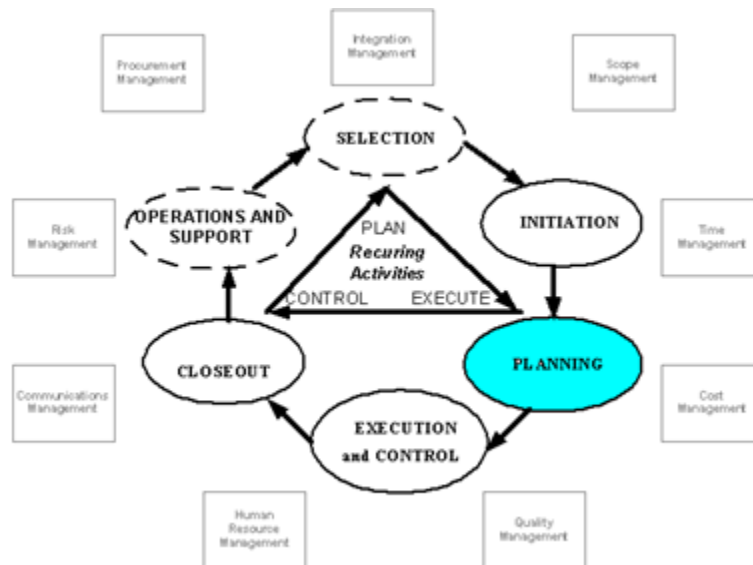 Integration
Management
Procurement
Management
Scope
Management
SELECTION
OPERATIONS AND
SUPPORT
INITIATION
Risk
Management
Time
Management
PLAN
Recuring
Activities
CONTROL
EXECUTE
CLOSEOUT
PLANNING
Communications
Management
Cost
Management
EXECUTION
and CONTROL
Human
Resource
Management
Quality
Management